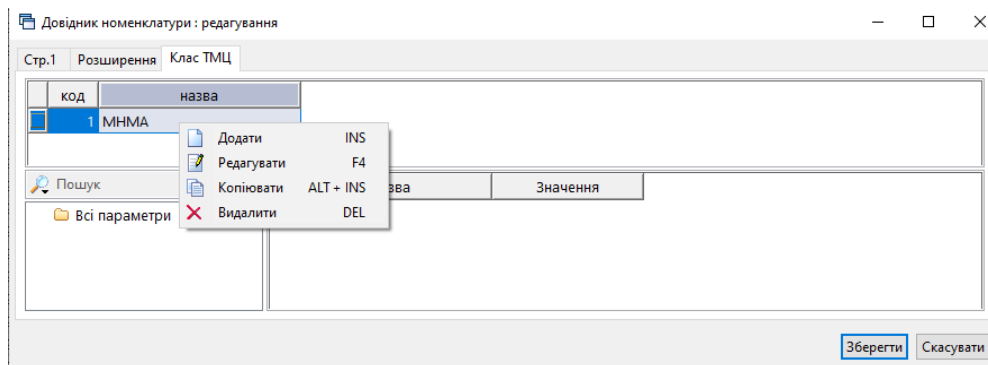 Довідник номенклатури : редагування
Стр.1 Розширення Клас ТМЦ
код назва
1 МНМА
Додати INS
Редагувати F4
Копіювати ALT + INS
Видалити DEL
Пошук
зва Значення
Всі параметри
Зберегти Скасувати